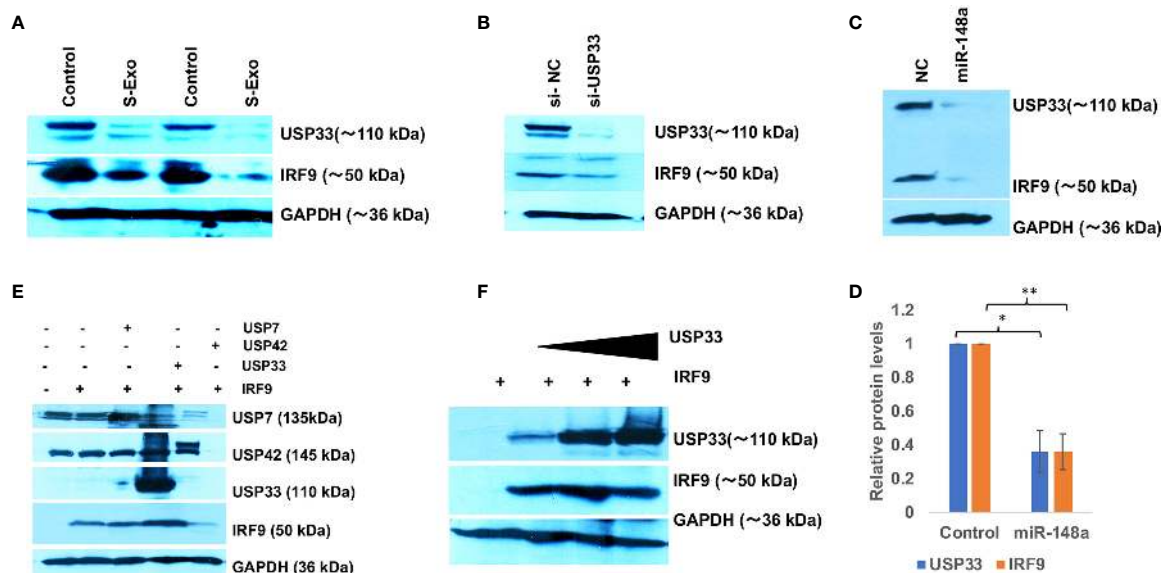 A
Control
S-Exo
Control
S-Exo
USP33(~110 kDa)
IRF9 (~50 kDa)
GAPDH (~36 kDa)
B
si- NC
si-USP33
USP33(~110 kDa)
IRF9 (~50 kDa)
GAPDH (~36 kDa)
C
NC
miR-148a
USP33(~110 kDa)
IRF9 (~50 kDa)
GAPDH (~36 kDa)
E
- - + - - USP7
- - - - + USP42
- - - + - USP33
- + + + + IRF9
USP7 (135kDa)
USP42 (145 kDa)
USP33 (110 kDa)
IRF9 (50 kDa)
GAPDH (36 kDa)
F
USP33
+ + + + IRF9
USP33(~110 kDa)
IRF9 (~50 kDa)
GAPDH (~36 kDa)
D
Relative protein levels
1.2
1
0.8
0.6
0.4
0.2
0
*
**
Control miR-148a
USP33 IRF9